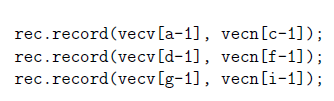 rec.record(vecv[a-1], vecn[c-1]);
rec.record(vecv[d-1], vecn[f-1]);
rec.record(vecv[g-1], vecn[i-1]);